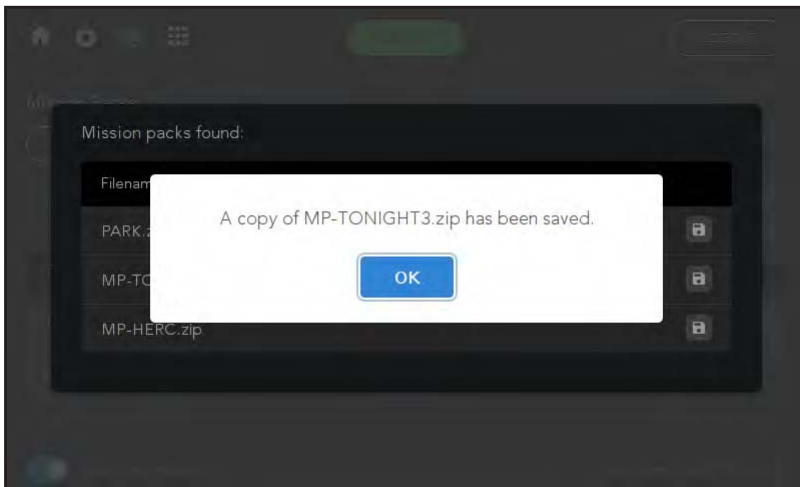 Mission packs found:
Filenam
A copy of MP-TONIGHT3.zip has been saved.
PARK.z
OK
MP-TO
MP-HERC.zip